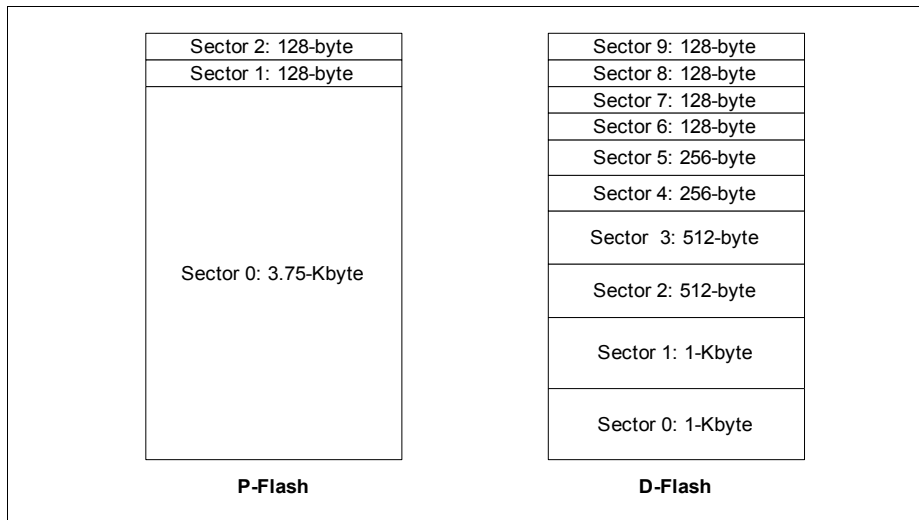 Sector 2: 128-byte
Sector 1: 128-byte
Sector 0: 3.75-Kbyte
P-Flash
Sector 9: 128-byte
Sector 8: 128-byte
Sector 7: 128-byte
Sector 6: 128-byte
Sector 5: 256-byte
Sector 4: 256-byte
Sector 3: 512-byte
Sector 2: 512-byte
Sector 1: 1-Kbyte
Sector 0: 1-Kbyte
D-Flash